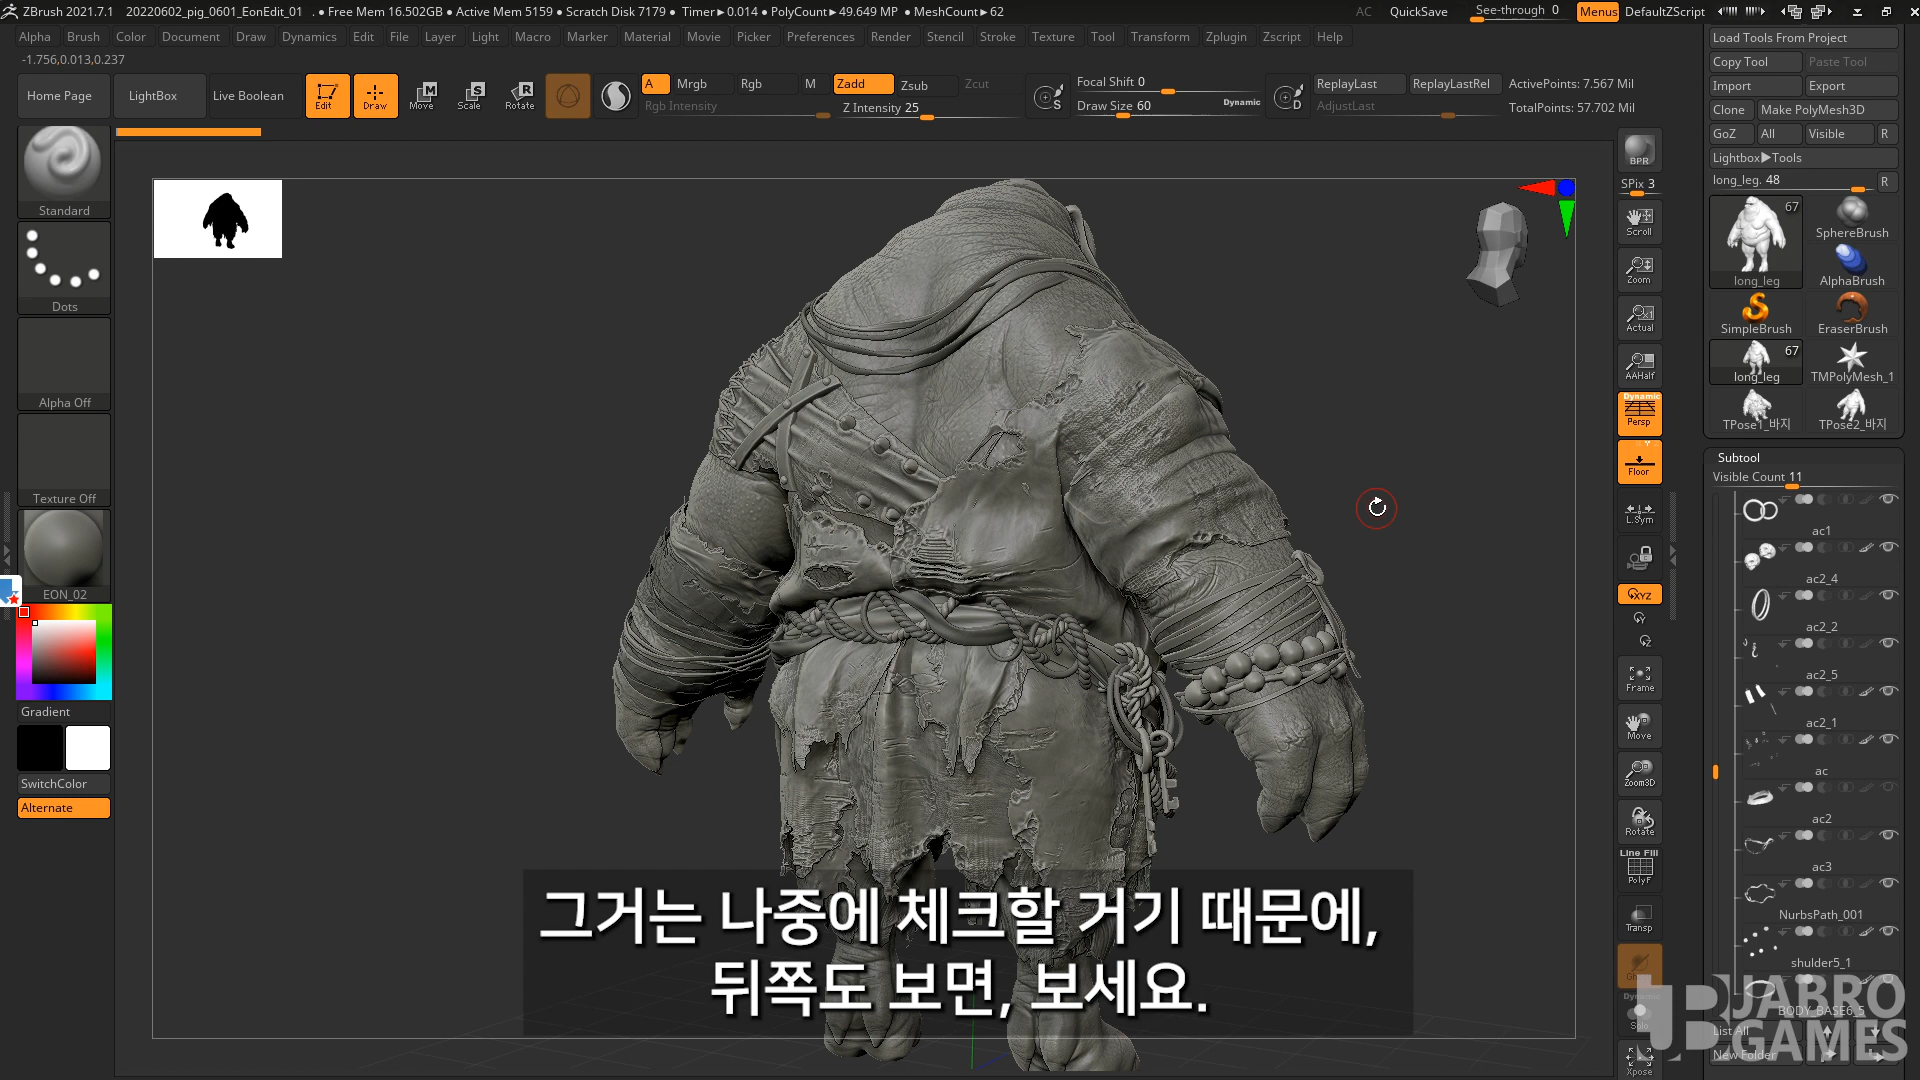 ZBrush 2021.7.1 20220602_pig_0601_EonEdit_01 . • Free Mem 16.502GB • Active Mem 5159 • Scratch Disk 7179 • Timer▶0.014 • PolyCount▶49.649 MP • MeshCount▶62 AC QuickSave See-through 0 Menus DefaultZScript
Alpha Brush Color Document Draw Dynamics Edit File Layer Light Macro Marker Material Movie Picker Preferences Render Stencil Stroke Texture Tool Transform Zplugin Zscript Help
-1.756,0.013,0.237
Home Page LightBox Live Boolean Edit Draw Move Scale Rotate
A Mrgb Rgb M Zadd Zsub Zcut
Rgb Intensity Z Intensity 25
Focal Shift 0
Draw Size 60 Dynamic
S D
ReplayLast ReplayLastRel ActivePoints: 7.567 Mil
AdjustLast TotalPoints: 57.702 Mil
Standard
Dots
Alpha Off
Texture Off
EON_02
Gradient
SwitchColor
Alternate
BPR
SPix 3
Scroll
Zoom
Actual
AAHalf
Dynamic
Persp
Floor
L.Sym
XYZ
Y
Z
Frame
Move
Zoom3D
Rotate
Line Fill
PolyF
Transp
Dynamic
Solo
Xpose
Load Tools From Project
Copy Tool Paste Tool
Import Export
Clone Make PolyMesh3D
GoZ All Visible R
Lightbox▶Tools
long_leg. 48 R
67
long_leg SphereBrush
AlphaBrush
SimpleBrush EraserBrush
67
long_leg TMPolyMesh_1
TPose1_바지 TPose2_바지
Subtool
Visible Count 11
ac1
ac2_4
ac2_2
ac2_5
ac2_1
ac
ac2
ac3
NurbsPath_001
shulder5_1
BODY_BASE6_5
List All
New Folder
그거는 나중에 체크할 거기 때문에,
뒤쪽도 보면, 보세요.
JABRO
GAMES